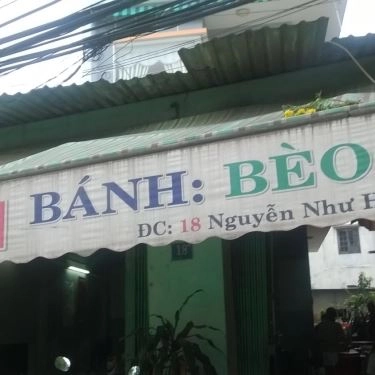 BÁNH: BÈO
ĐC: 18 Nguyễn Như